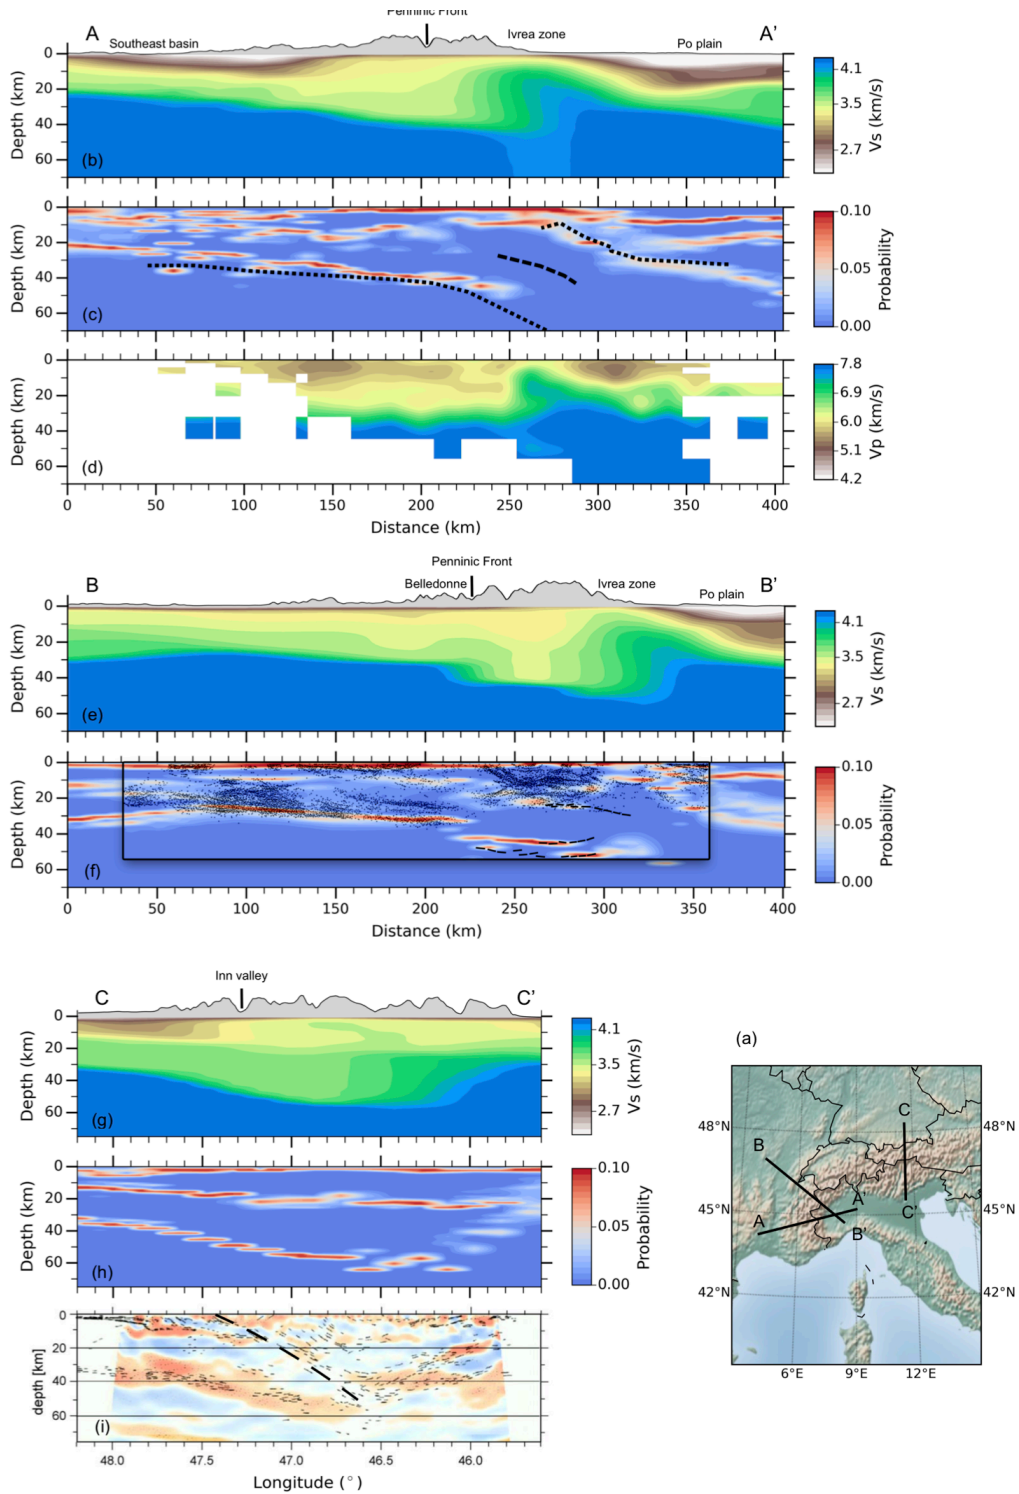 Penninic Front
A
Southeast basin
Ivrea zone
Po plain
A'
0
20
40
60
Depth (km)
(b)
4.1
3.5
2.7
Vs (km/s)
0
20
40
60
Depth (km)
(c)
0.10
0.05
0.00
Probability
0
20
40
60
Depth (km)
(d)
7.8
6.9
6.0
5.1
4.2
Vp (km/s)
0 50 100 150 200 250 300 350 400
Distance (km)
Penninic Front
B
Belledonne
Ivrea zone
Po plain
B'
0
20
40
60
Depth (km)
(e)
4.1
3.5
2.7
Vs (km/s)
0
20
40
60
Depth (km)
(f)
0.10
0.05
0.00
Probability
0 50 100 150 200 250 300 350 400
Distance (km)
Inn valley
C
C'
0
20
40
60
Depth (km)
(g)
4.1
3.5
2.7
Vs (km/s)
0
20
40
60
Depth (km)
(h)
0.10
0.05
0.00
Probability
0
20
40
60
depth [km]
(i)
48.0 47.5 47.0 46.5 46.0
Longitude (°)
(a)
48°N
45°N
42°N
48°N
45°N
42°N
6°E 9°E 12°E
C
B
A
A'
B'
C'